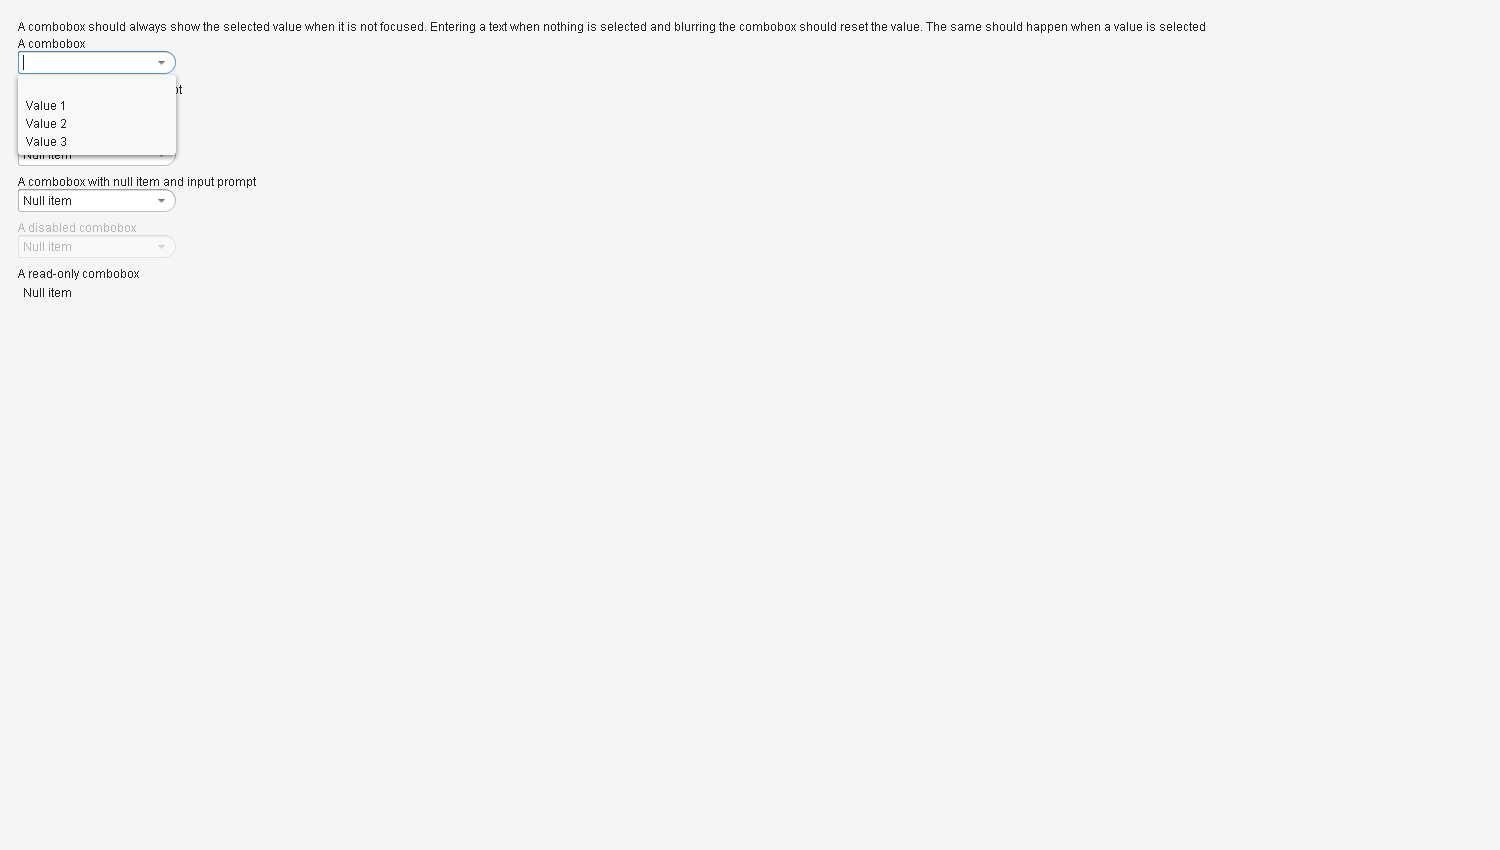 A combobox should always show the selected value when it is not focused. Entering a text when nothing is selected and blurring the combobox should reset the value. The same should happen when a value is selected
A combobox
Value 1
Value 2
Value 3
Null item
A combobox with null item and input prompt
Null item
A disabled combobox
Null item
A read-only combobox
Null item